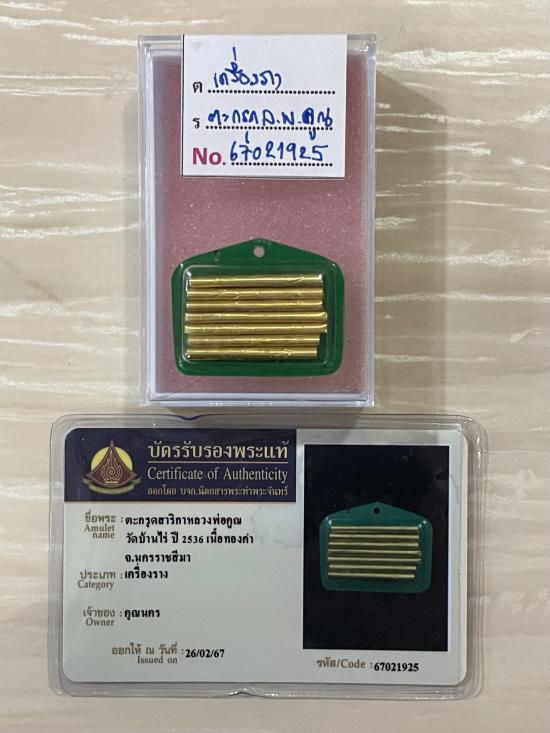 ต เครื่องราง
ร ตะกรุด ล.พ.คูณ
No. 67021925
บัตรรับรองพระแท้
Certificate of Authenticity
ออกโดย บจก.นิตยสารพระท่าพระจันทร์
ชื่อพระ : ตะกรุดสาริกาหลวงพ่อคูณ
Amulet name
วัดบ้านไร่ ปี 2536 เนื้อทองคำ
จ.นครราชสีมา
ประเภท : เครื่องราง
Category
เจ้าของ : คุณนคร
Owner
ออกให้ ณ วันที่ : 26/02/67
Issued on
รหัส/Code : 67021925